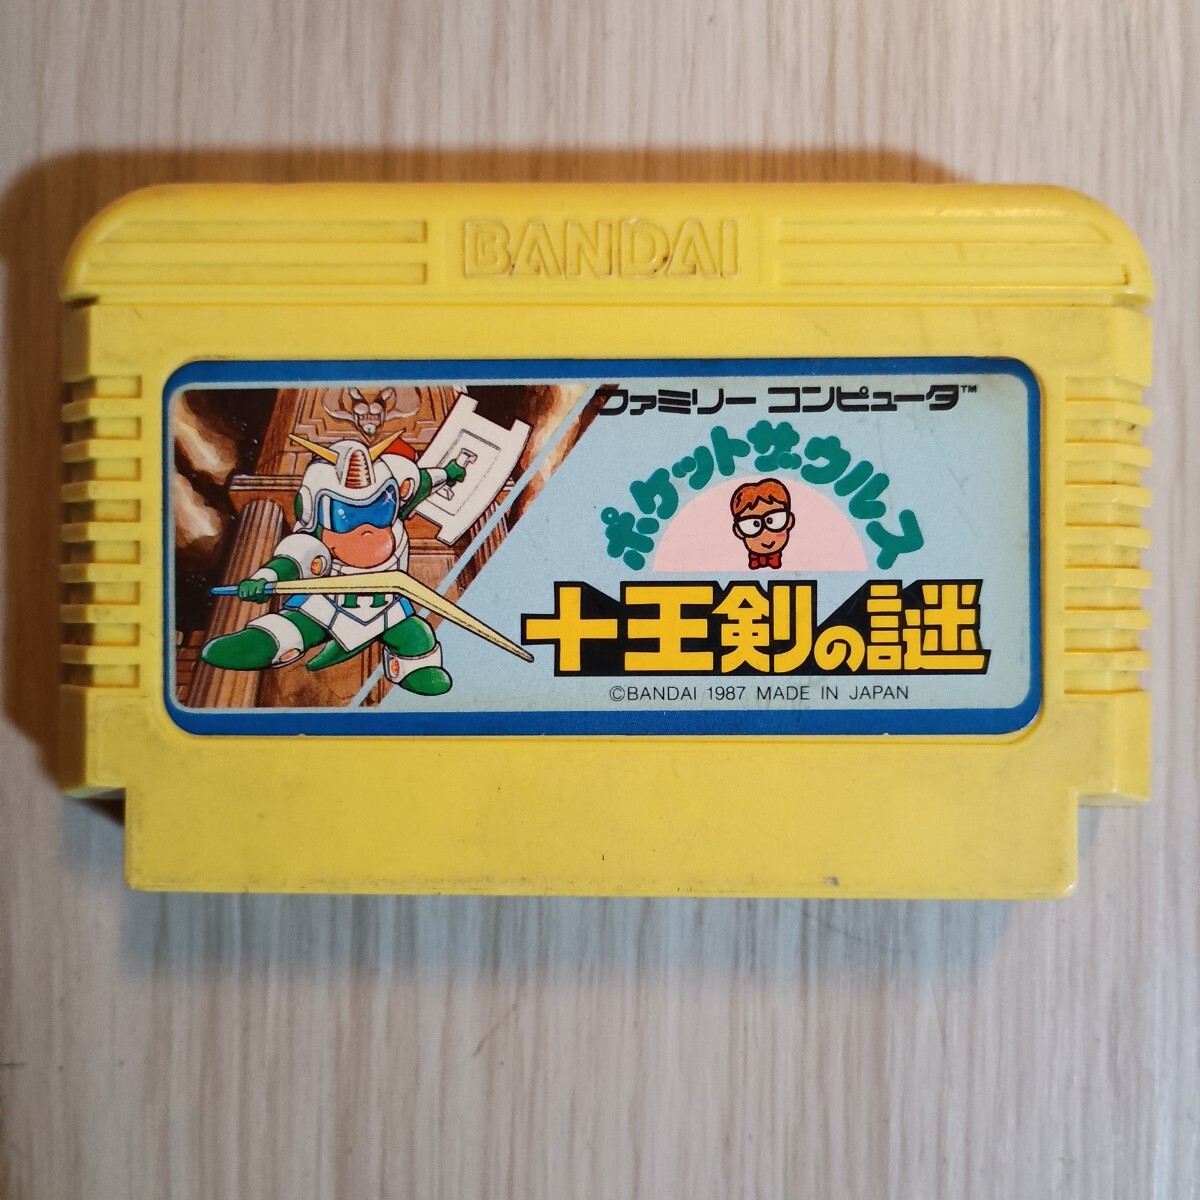 BANDAI
ファミリー コンピュータ™
ポケットザウルス
十王剣の謎
©BANDAI 1987 MADE IN JAPAN